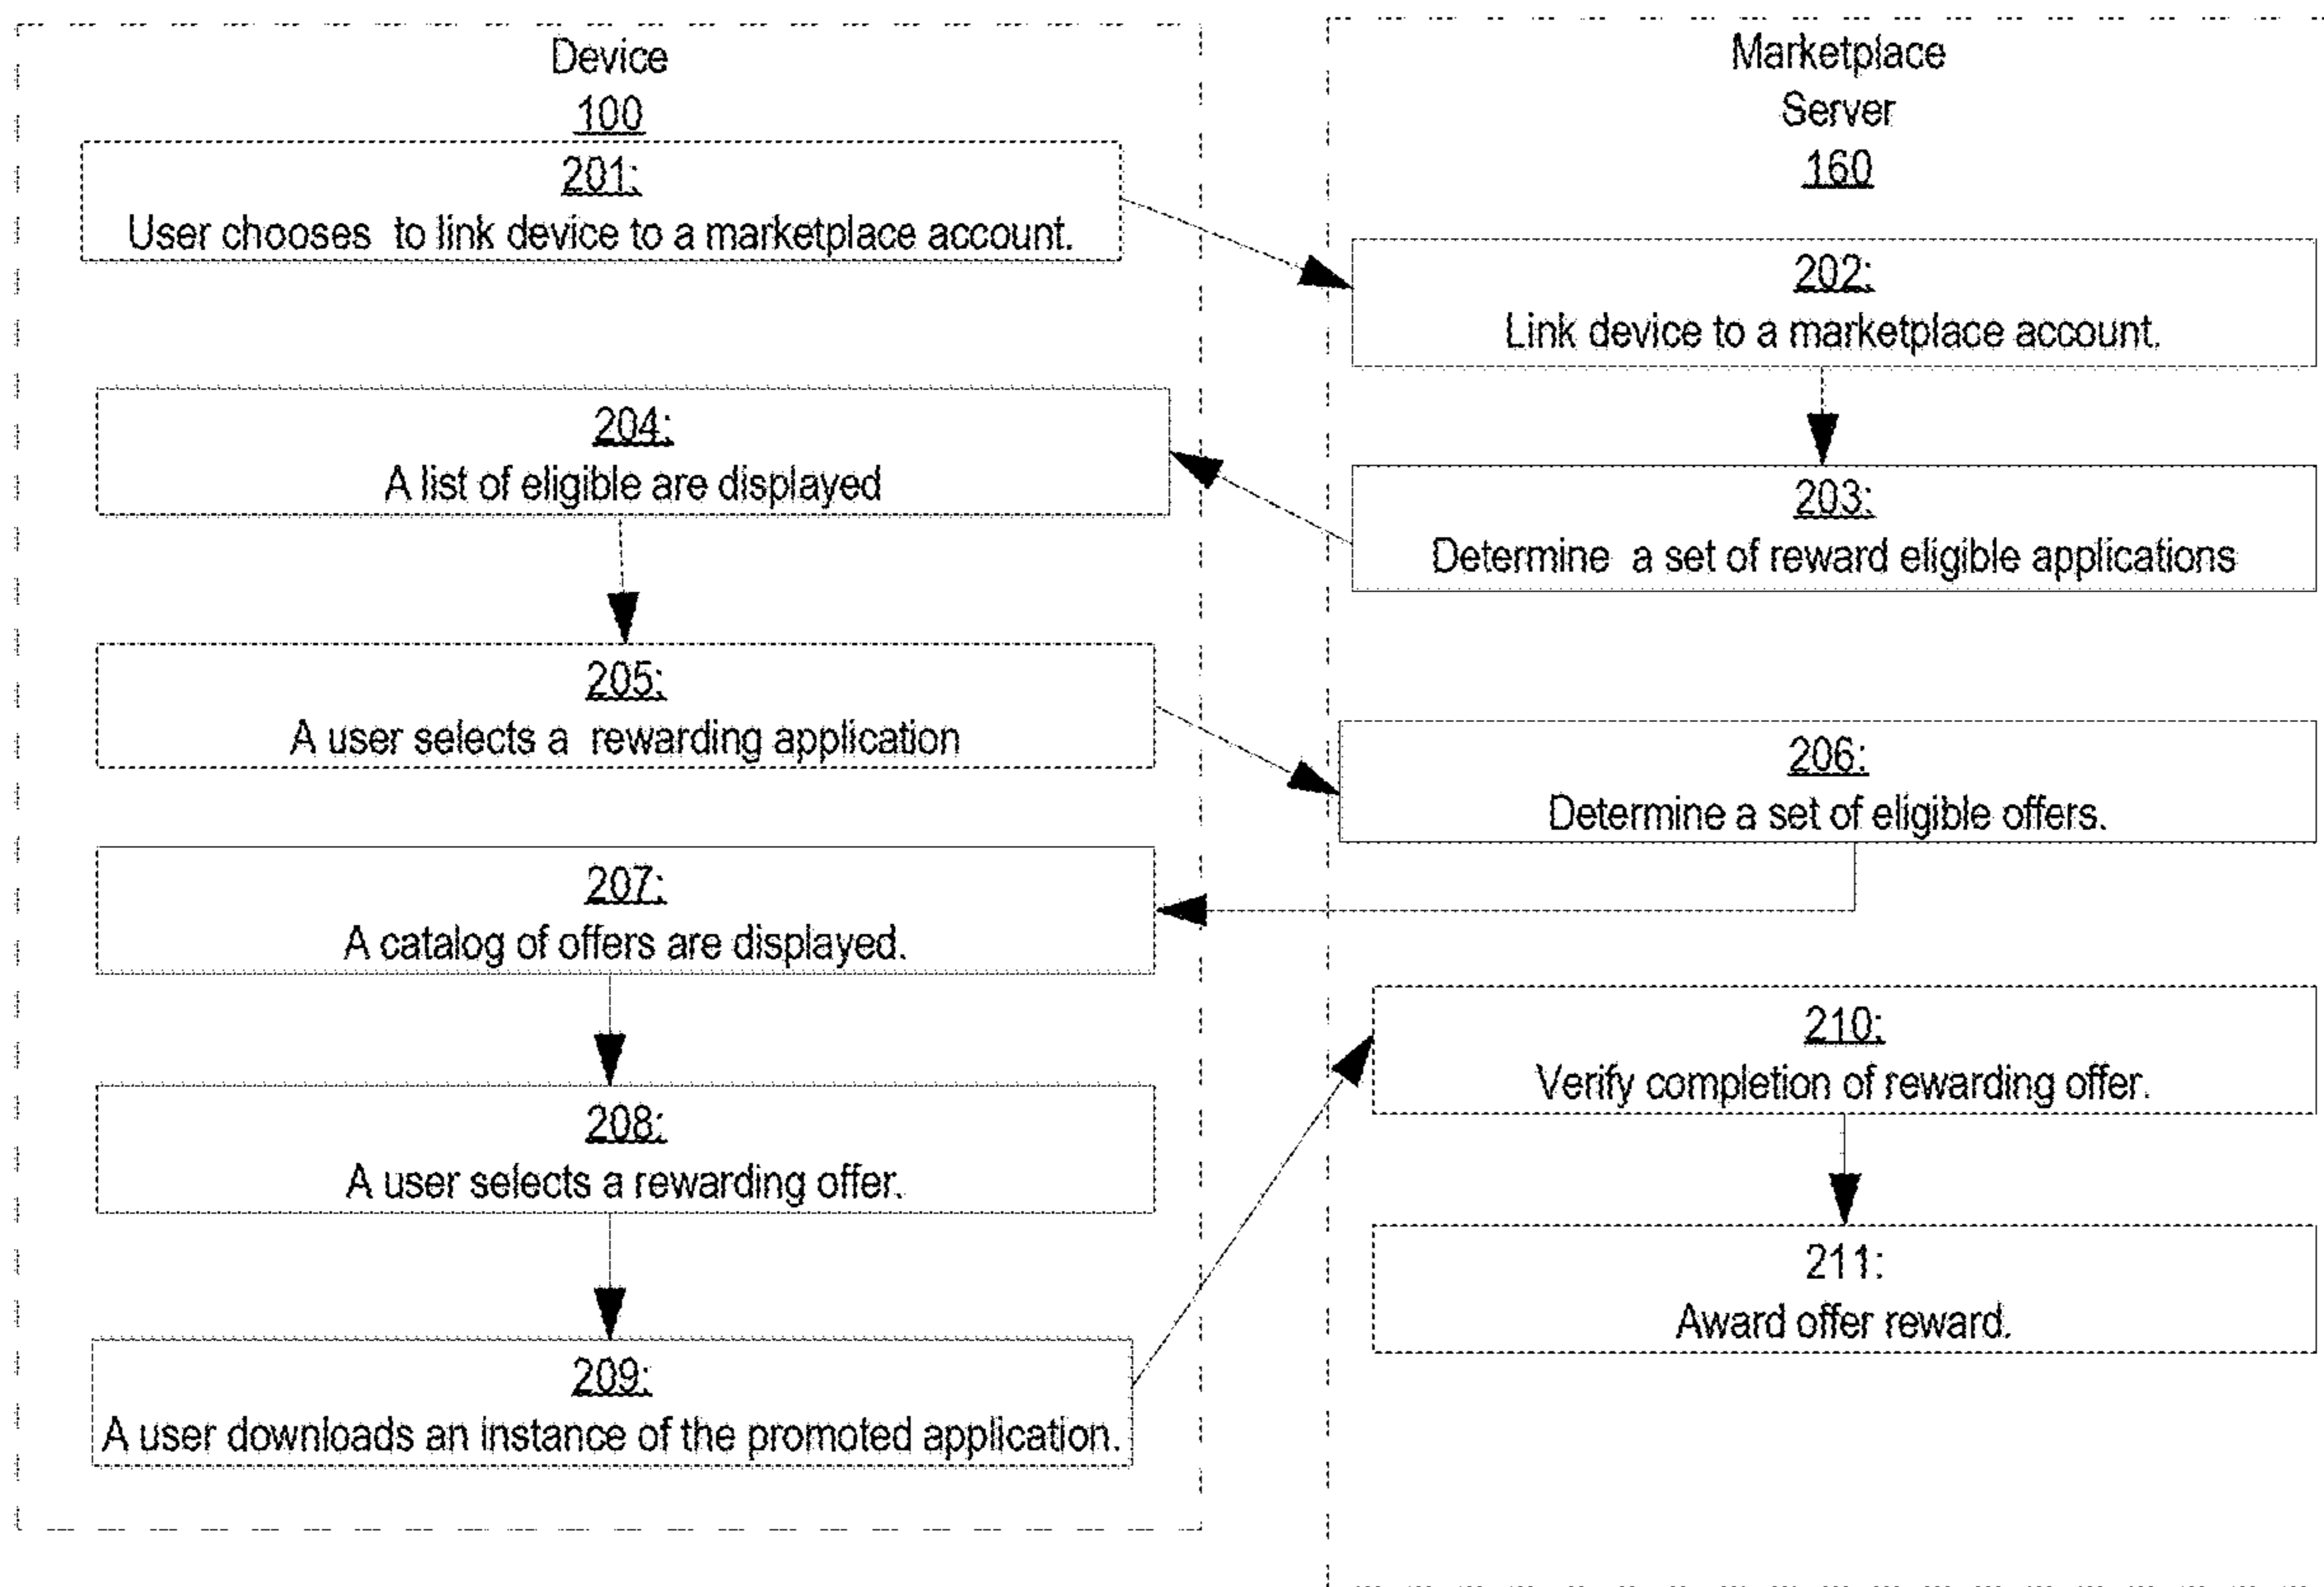 Device
100
201:
User chooses to link device to a marketplace account.
204:
A list of eligible are displayed
205:
A user selects a rewarding application
207:
A catalog of offers are displayed.
208:
A user selects a rewarding offer.
209:
A user downloads an instance of the promoted application.
Marketplace
Server
160
202:
Link device to a marketplace account.
203:
Determine a set of reward eligible applications
206:
Determine a set of eligible offers.
210:
Verify completion of rewarding offer.
211:
Award offer reward.